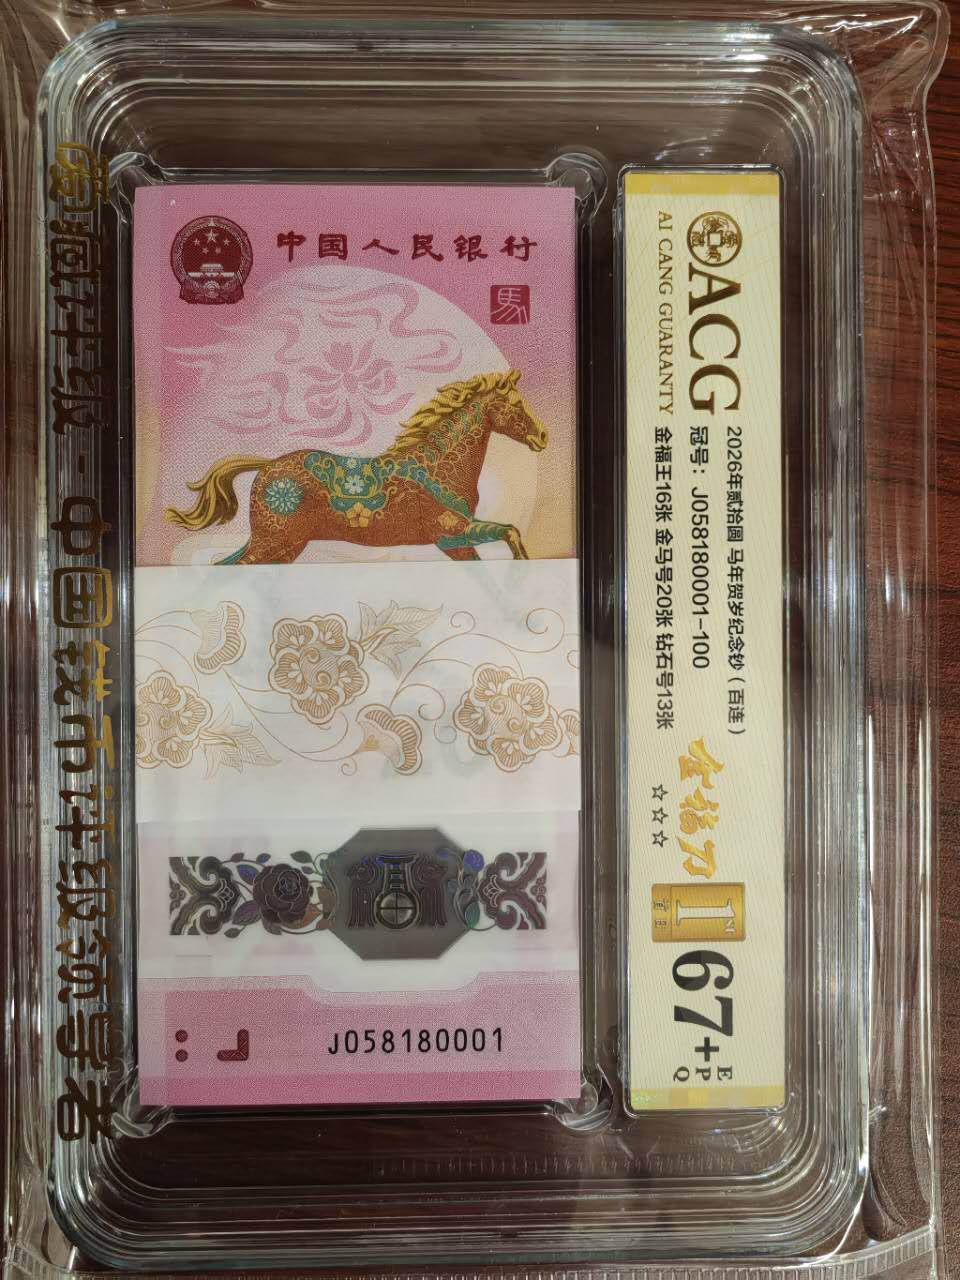 中国人民银行
馬
J058180001
ACG
AI CANG GUARANTY
2026年贰拾圆 马年贺岁纪念钞（百连）
冠号：J058180001-100
金福王16张 金马号20张 钻石号13张
金福刀
☆☆☆
1ST
首日
67+
EPQ
爱藏评级-中国钱币评级领导者